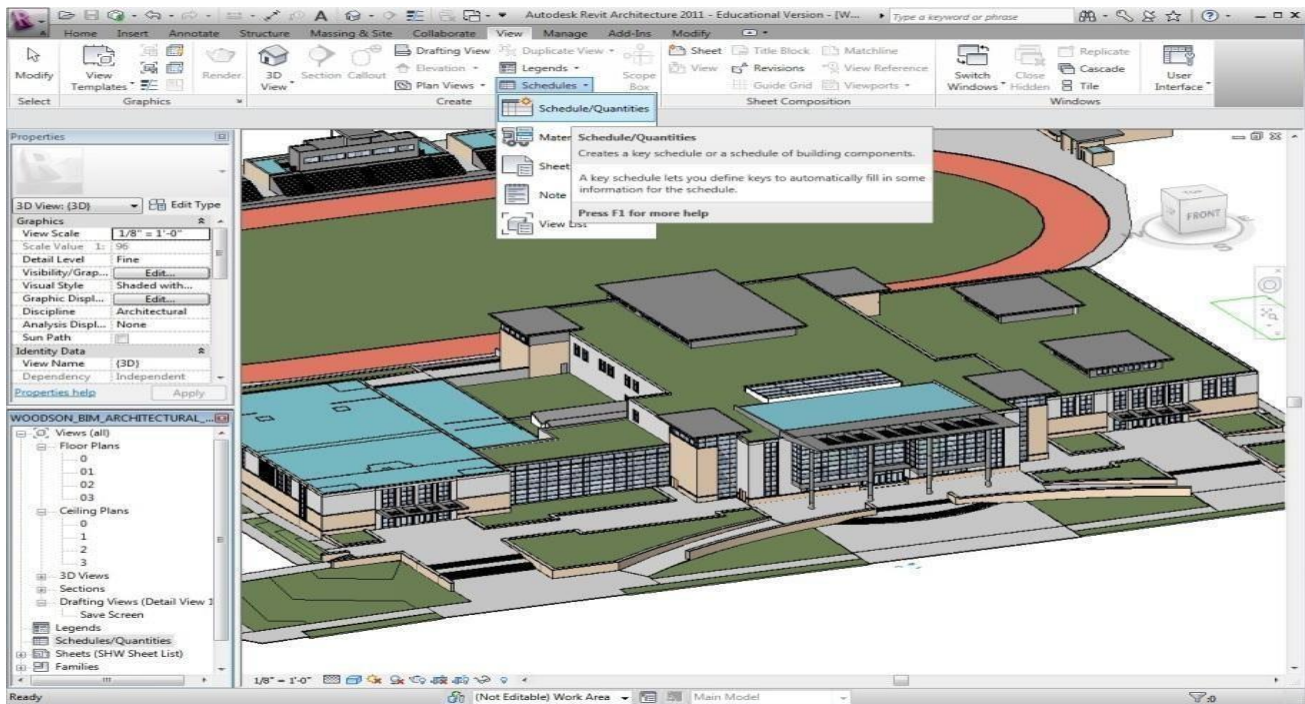 Autodesk Revit Architecture 2011 - Educational Version - [W... Type a keyword or phrase
Home Insert Annotate Structure Massing & Site Collaborate View Manage Add-Ins Modify
Modify
View Templates
Render
3D View
Section
Callout
Drafting View
Elevation
Plan Views
Duplicate View
Legends
Schedules
Scope Box
Sheet
Title Block
Matchline
View
Revisions
View Reference
Guide Grid
Viewports
Switch Windows
Close Hidden
Replicate
Cascade
Tile
User Interface
Select Graphics Create Sheet Composition Windows
Schedule/Quantities
Mater
Sheet
Note
View List
Schedule/Quantities
Creates a key schedule or a schedule of building components.
A key schedule lets you define keys to automatically fill in some
information for the schedule.
Press F1 for more help
FRONT
Properties
3D View: {3D} Edit Type
Graphics
View Scale 1/8" = 1'-0"
Scale Value 1: 96
Detail Level Fine
Visibility/Grap... Edit...
Visual Style Shaded with...
Graphic Displ... Edit...
Discipline Architectural
Analysis Displ... None
Sun Path
Identity Data
View Name {3D}
Dependency Independent
Properties help Apply
WOODSON_BIM_ARCHITECTURAL_...
Views (all)
Floor Plans
0
01
02
03
Ceiling Plans
0
1
2
3
3D Views
Sections
Drafting Views (Detail View 1
Save Screen
Legends
Schedules/Quantities
Sheets (SHW Sheet List)
Families
1/8" = 1'-0"
Ready (Not Editable) Work Area Main Model :0